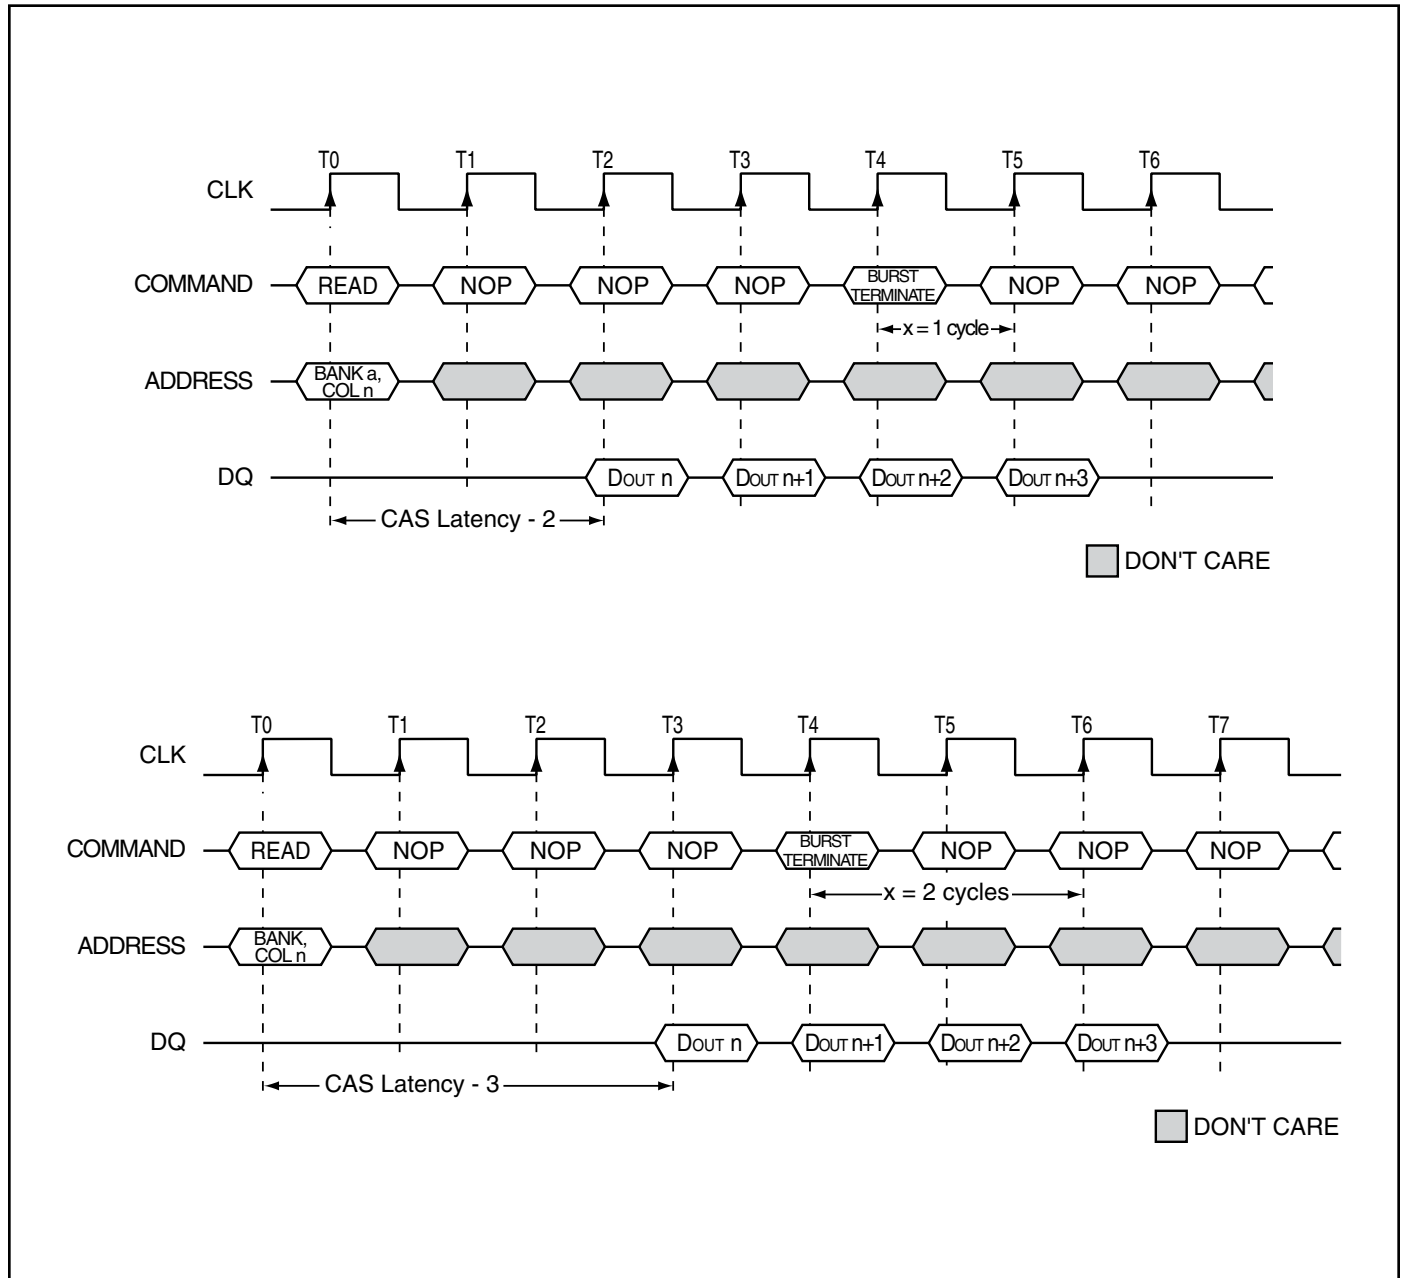 T0 T1 T2 T3 T4 T5 T6
CLK
COMMAND READ NOP NOP NOP BURST TERMINATE NOP NOP
x = 1 cycle
ADDRESS BANK a, COL n
DQ DOUT n DOUT n+1 DOUT n+2 DOUT n+3
CAS Latency - 2
DON'T CARE
T0 T1 T2 T3 T4 T5 T6 T7
CLK
COMMAND READ NOP NOP NOP BURST TERMINATE NOP NOP NOP
x = 2 cycles
ADDRESS BANK, COL n
DQ DOUT n DOUT n+1 DOUT n+2 DOUT n+3
CAS Latency - 3
DON'T CARE